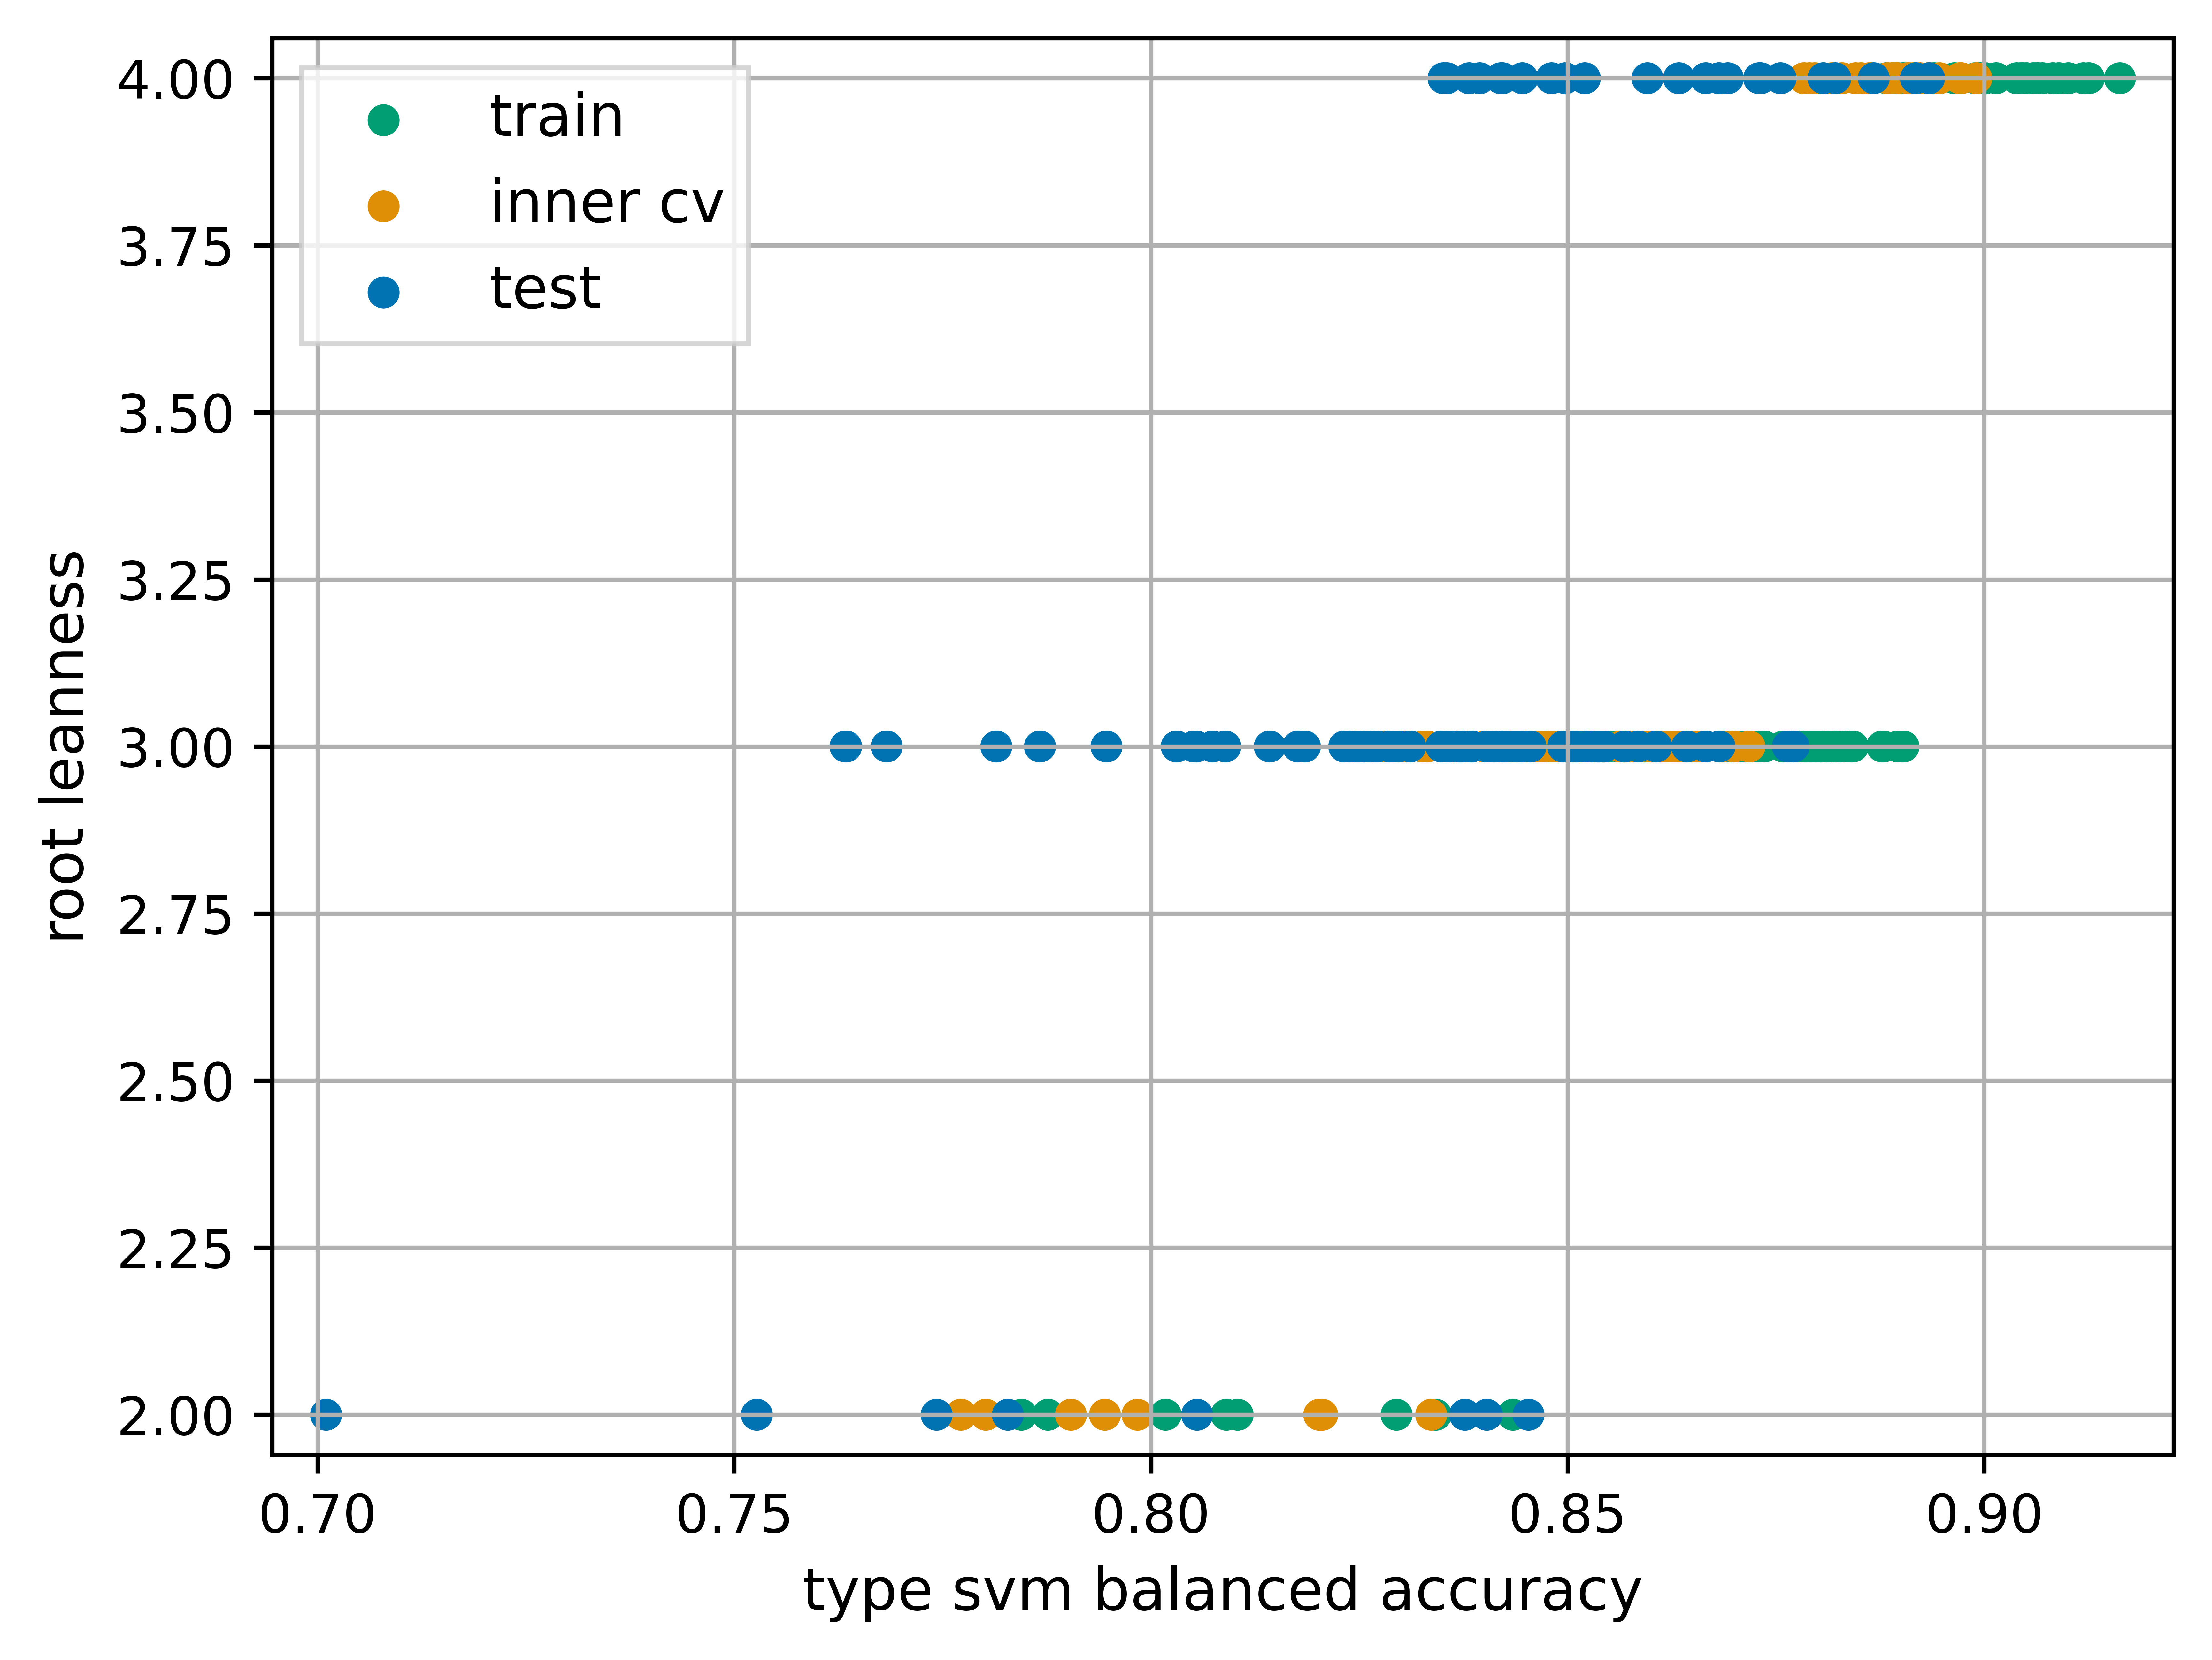 train
inner cv
test
4.00
3.75
3.50
3.25
3.00
2.75
2.50
2.25
2.00
root leanness
0.70 0.75 0.80 0.85 0.90
type svm balanced accuracy